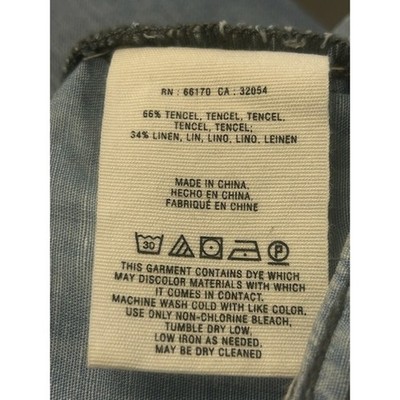 RN : 66170 CA : 32054
66% TENCEL, TENCEL, TENCEL,
TENCEL, TENCEL;
34% LINEN, LIN, LINO, LINO, LEINEN
MADE IN CHINA,
HECHO EN CHINA,
FABRIQUÉ EN CHINE
30 P
THIS GARMENT CONTAINS DYE WHICH
MAY DISCOLOR MATERIALS WITH WHICH
IT COMES IN CONTACT.
MACHINE WASH COLD WITH LIKE COLOR.
USE ONLY NON-CHLORINE BLEACH,
TUMBLE DRY LOW,
LOW IRON AS NEEDED.
MAY BE DRY CLEANED